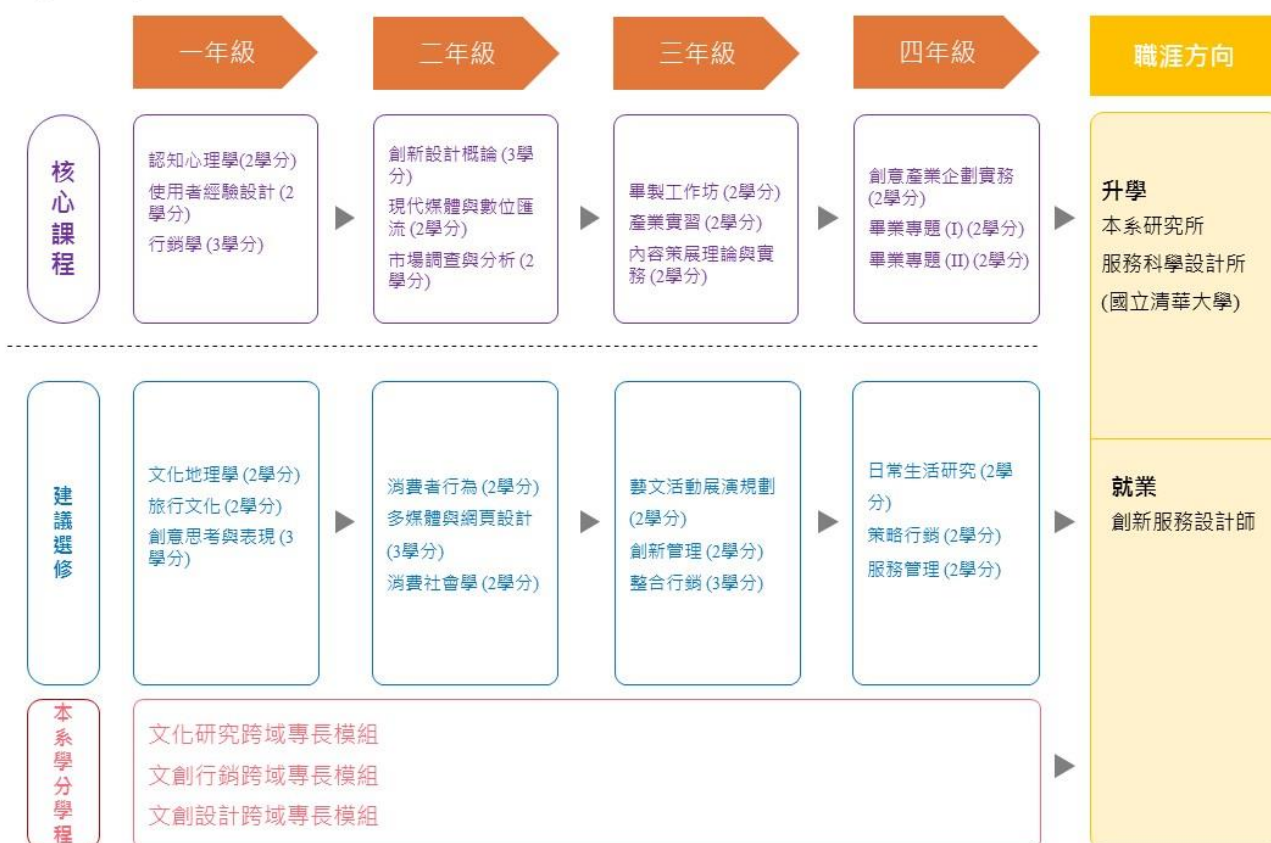 一年級
二年級
三年級
四年級
職涯方向
核心課程
認知心理學(2學分)
使用者經驗設計 (2
學分)
行銷學 (3學分)
創新設計概論 (3學
分)
現代媒體與數位匯
流 (2學分)
市場調查與分析 (2
學分)
畢製工作坊 (2學分)
產業實習 (2學分)
內容策展理論與實
務 (2學分)
創意產業企劃實務
(2學分)
畢業專題 (I) (2學分)
畢業專題 (II) (2學分)
升學
本系研究所
服務科學設計所
(國立清華大學)
建議選修
文化地理學 (2學分)
旅行文化 (2學分)
創意思考與表現 (3
學分)
消費者行為 (2學分)
多媒體與網頁設計
(3學分)
消費社會學 (2學分)
藝文活動展演規劃
(2學分)
創新管理 (2學分)
整合行銷 (3學分)
日常生活研究 (2學
分)
策略行銷 (2學分)
服務管理 (2學分)
就業
創新服務設計師
本系學分學程
文化研究跨域專長模組
文創行銷跨域專長模組
文創設計跨域專長模組